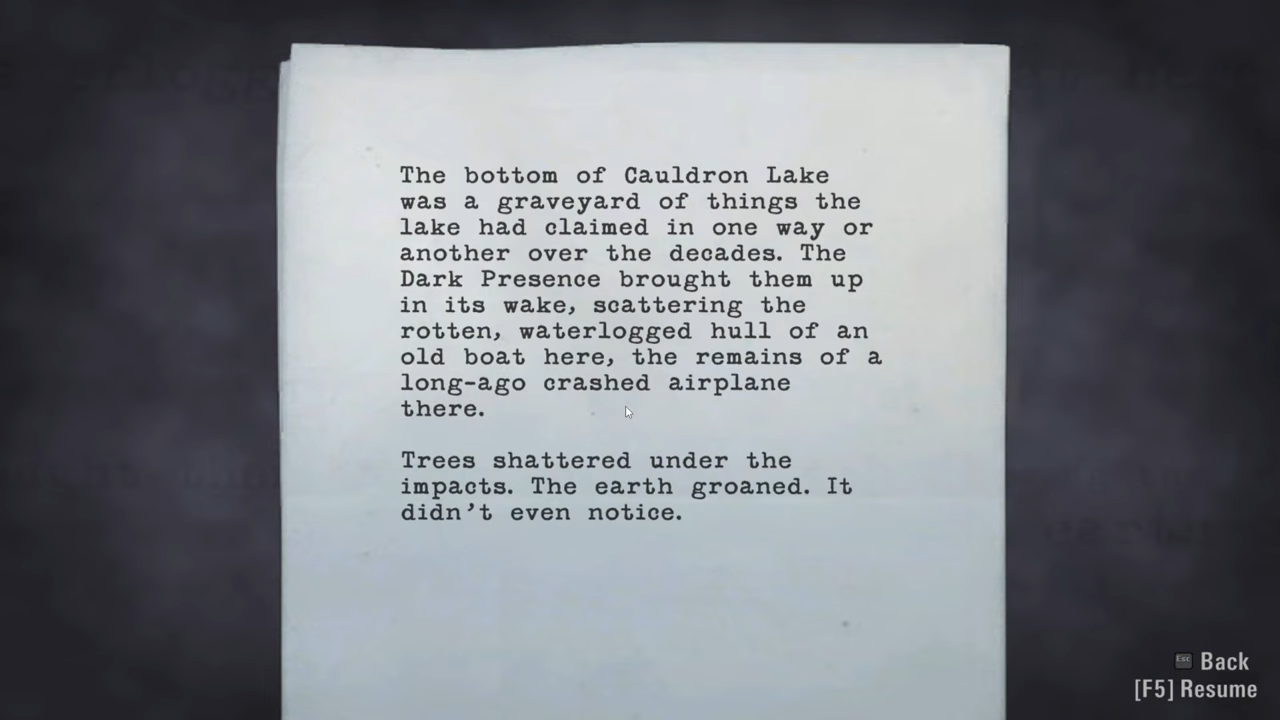 The bottom of Cauldron Lake
was a graveyard of things the
lake had claimed in one way or
another over the decades. The
Dark Presence brought them up
in its wake, scattering the
rotten, waterlogged hull of an
old boat here, the remains of a
long-ago crashed airplane
there.
Trees shattered under the
impacts. The earth groaned. It
didn't even notice.
Esc Back
[F5] Resume